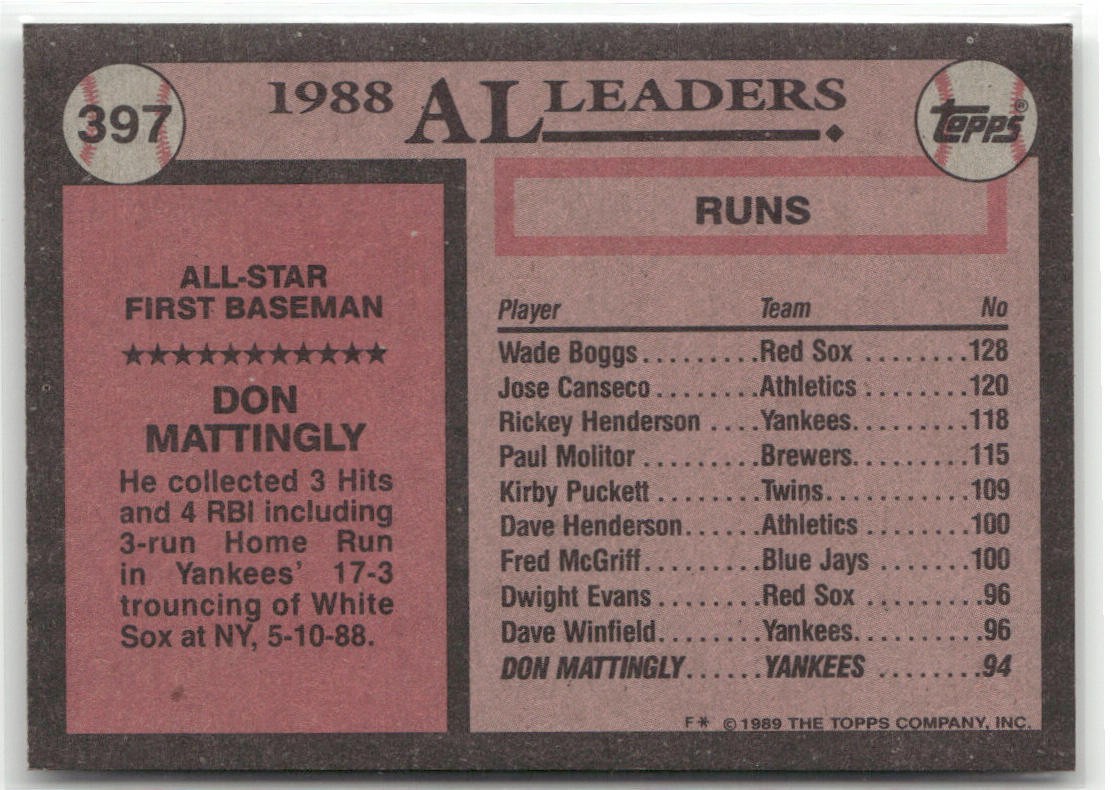 397
1988 AL LEADERS
Topps®
ALL-STAR
FIRST BASEMAN
★★★★★★★★★★★
DON
MATTINGLY
He collected 3 Hits
and 4 RBI including
3-run Home Run
in Yankees' 17-3
trouncing of White
Sox at NY, 5-10-88.
RUNS
Player Team No
Wade Boggs.........Red Sox ........128
Jose Canseco.........Athletics ........120
Rickey Henderson ....Yankees.........118
Paul Molitor .........Brewers.........115
Kirby Puckett ........Twins............109
Dave Henderson......Athletics ........100
Fred McGriff.........Blue Jays .......100
Dwight Evans ........Red Sox .........96
Dave Winfield........Yankees..........96
DON MATTINGLY......YANKEES ........94
F* © 1989 THE TOPPS COMPANY, INC.